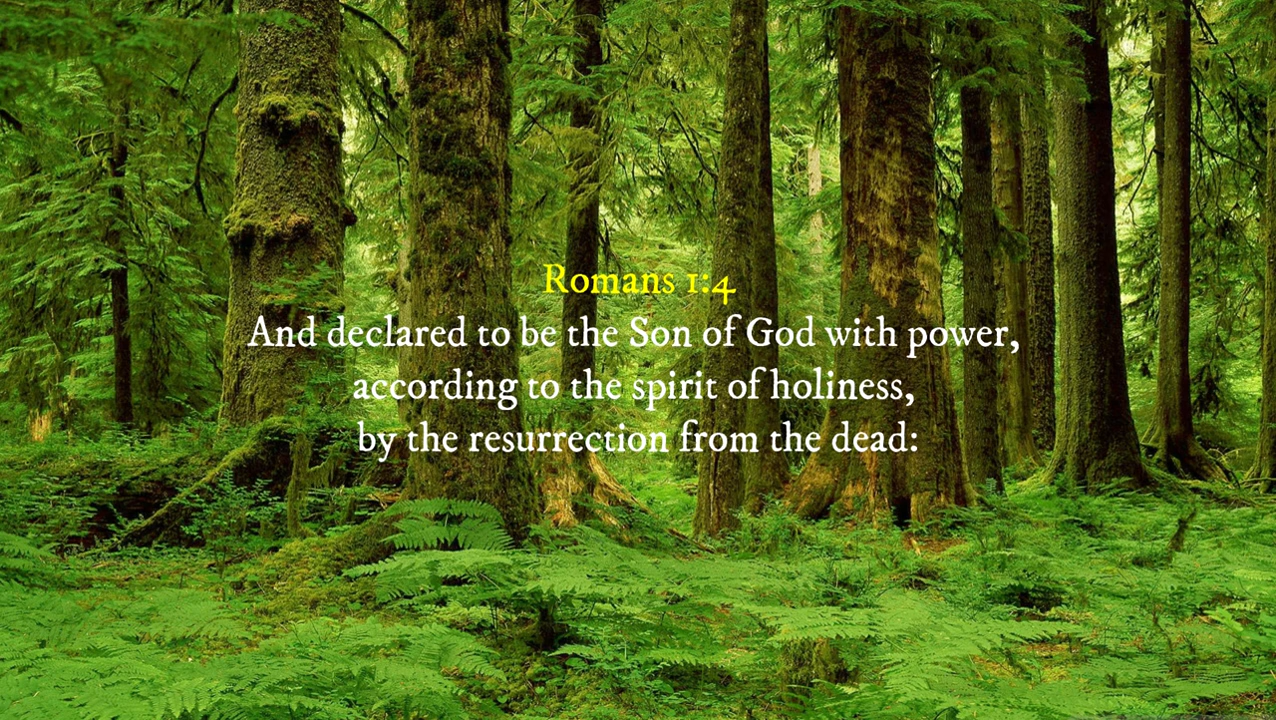 Romans 1:4
And declared to be the Son of God with power,
according to the spirit of holiness,
by the resurrection from the dead: